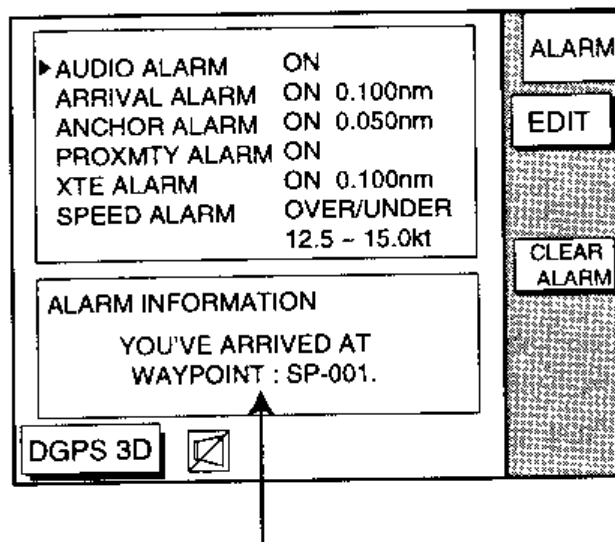 ▶AUDIO ALARM ON
ARRIVAL ALARM ON 0.100nm
ANCHOR ALARM ON 0.050nm
PROXMTY ALARM ON
XTE ALARM ON 0.100nm
SPEED ALARM OVER/UNDER
12.5 ~ 15.0kt
ALARM INFORMATION
YOU'VE ARRIVED AT
WAYPOINT : SP-001.
DGPS 3D
ALARM
EDIT
CLEAR
ALARM